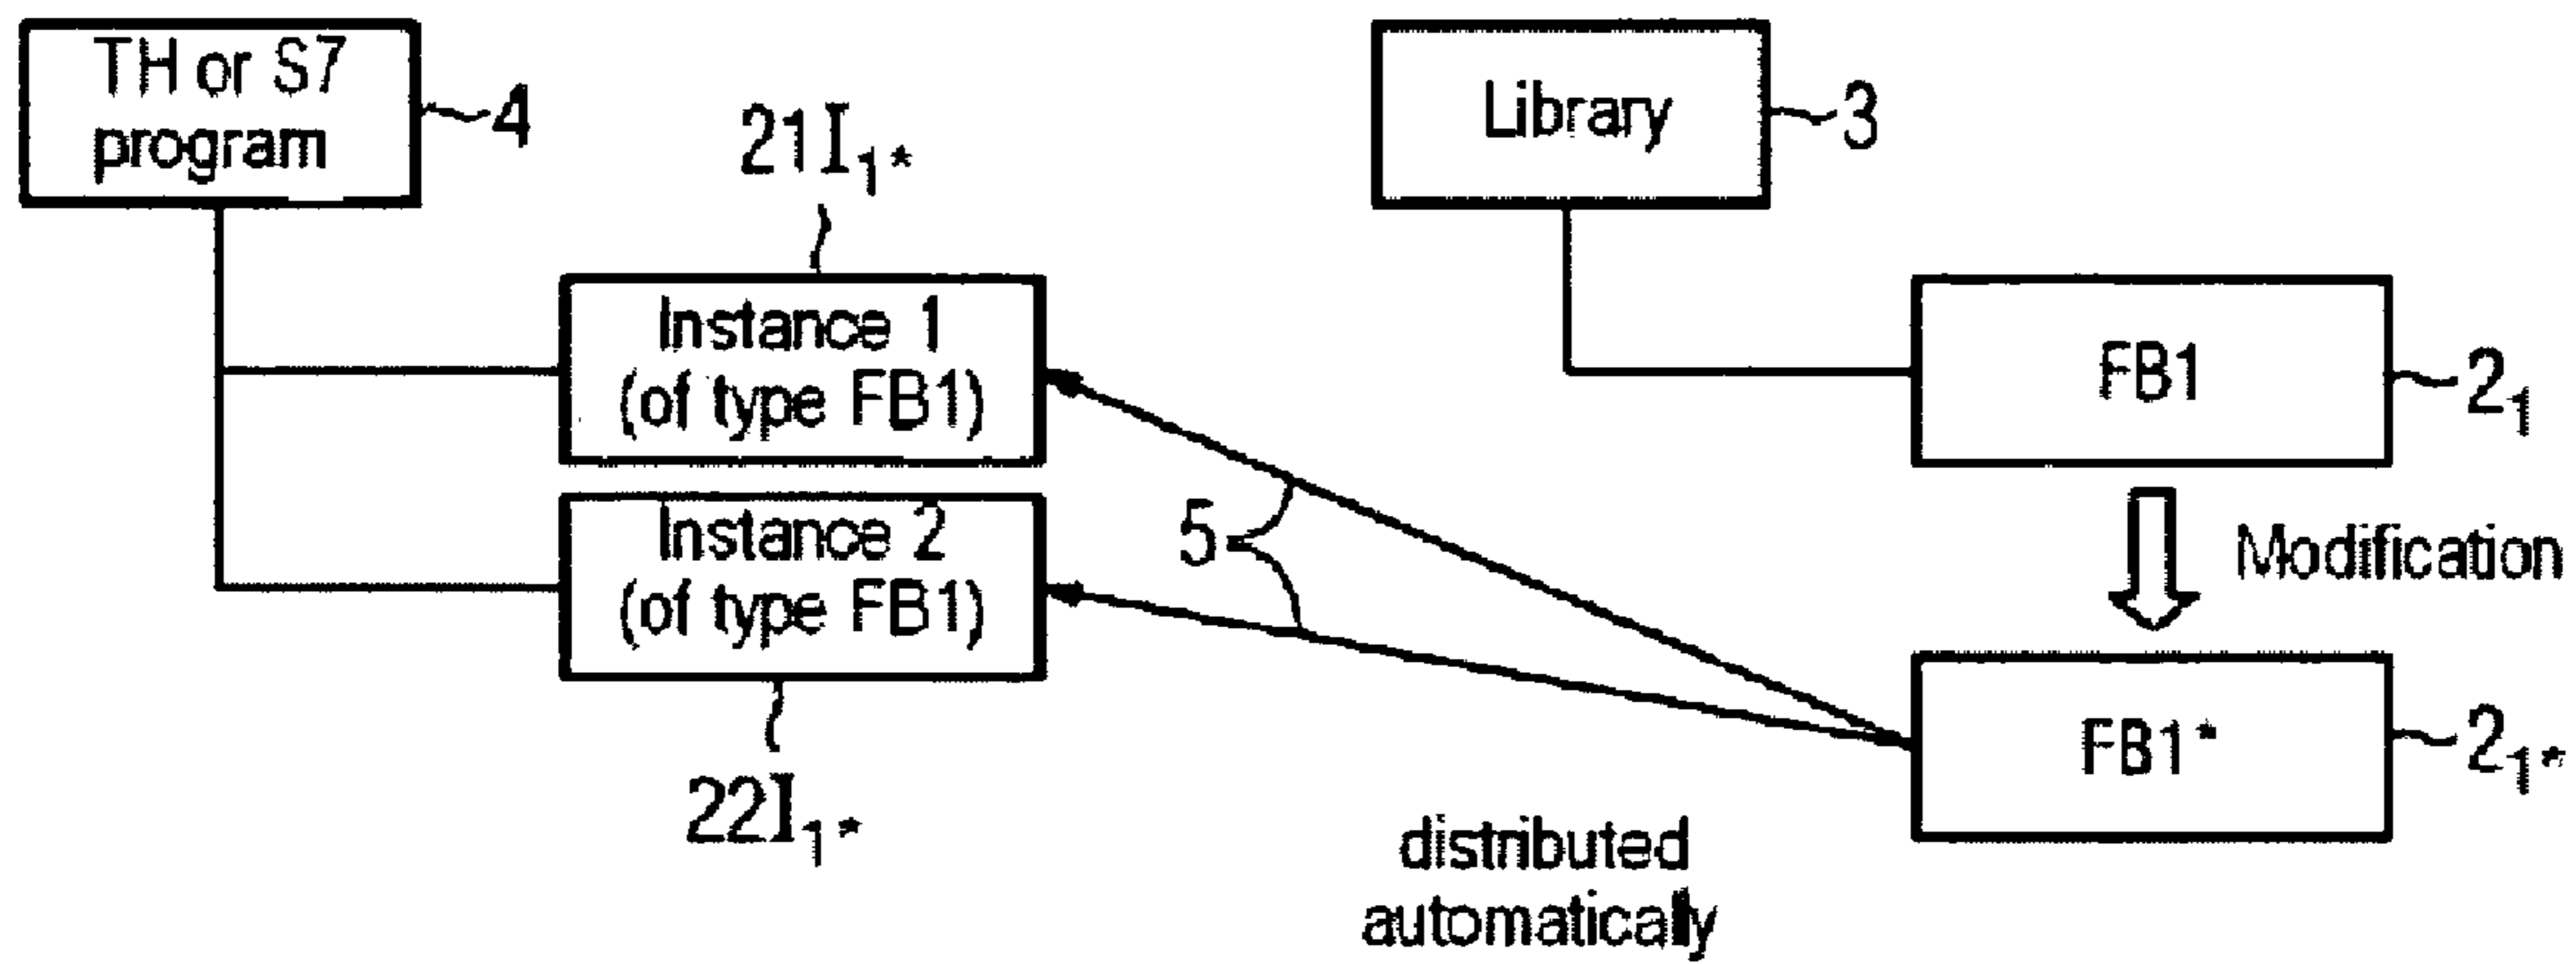 TH or S7
program
4
21I1*
Library
3
Instance 1
(of type FB1)
FB1
21
Instance 2
(of type FB1)
5
Modification
22I1*
FB1*
21*
distributed
automatically